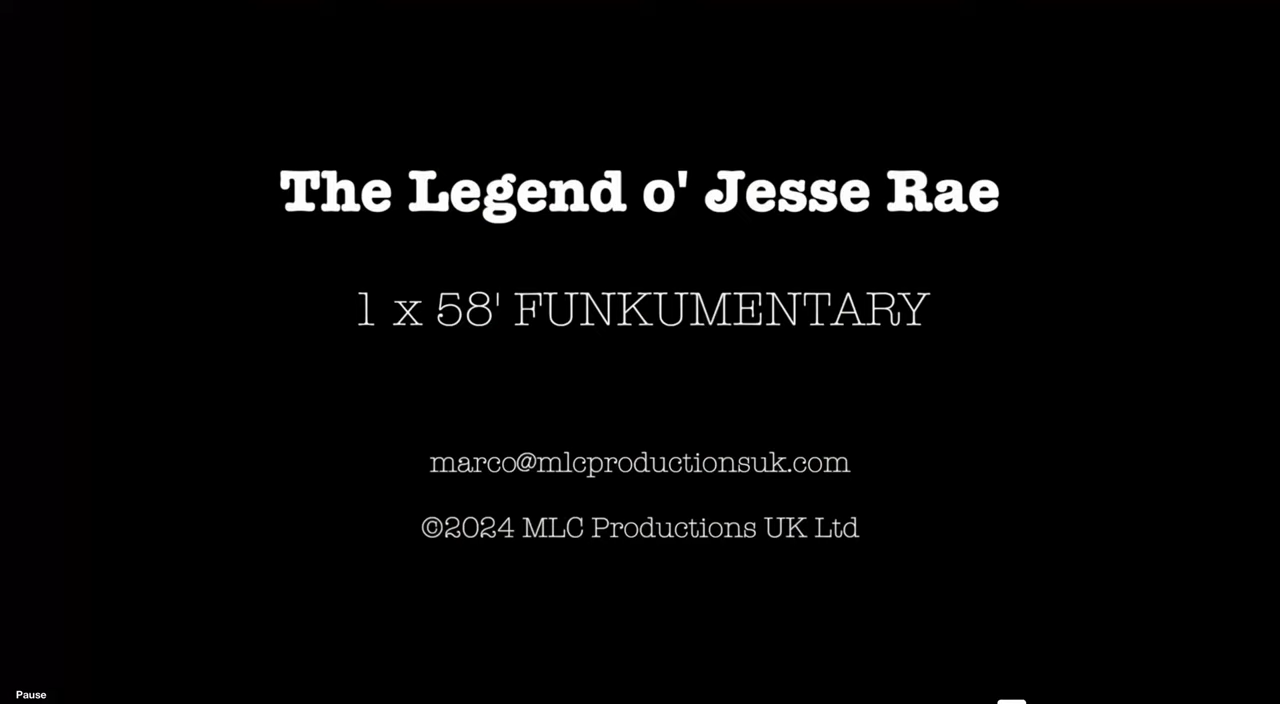 The Legend o' Jesse Rae
1 x 58' FUNKUMENTARY
marco@mlcproductionsuk.com
©2024 MLC Productions UK Ltd
Pause